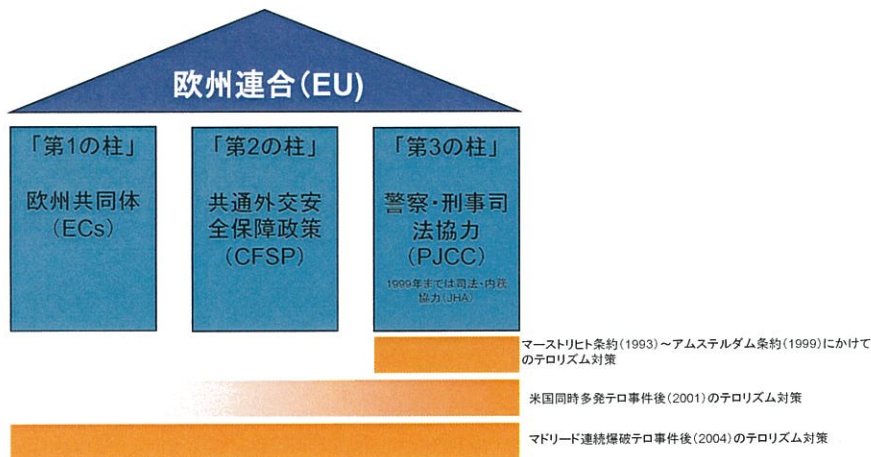 欧州連合(EU)
「第1の柱」
欧州共同体
(ECs)
「第2の柱」
共通外交安
全保障政策
(CFSP)
「第3の柱」
警察・刑事司
法協力
(PJCC)
1999年までは司法・内務
協力(JHA)
マーストリヒト条約(1993)～アムステルダム条約(1999)にかけて
のテロリズム対策
米国同時多発テロ事件後(2001)のテロリズム対策
マドリード連続爆破テロ事件後(2004)のテロリズム対策